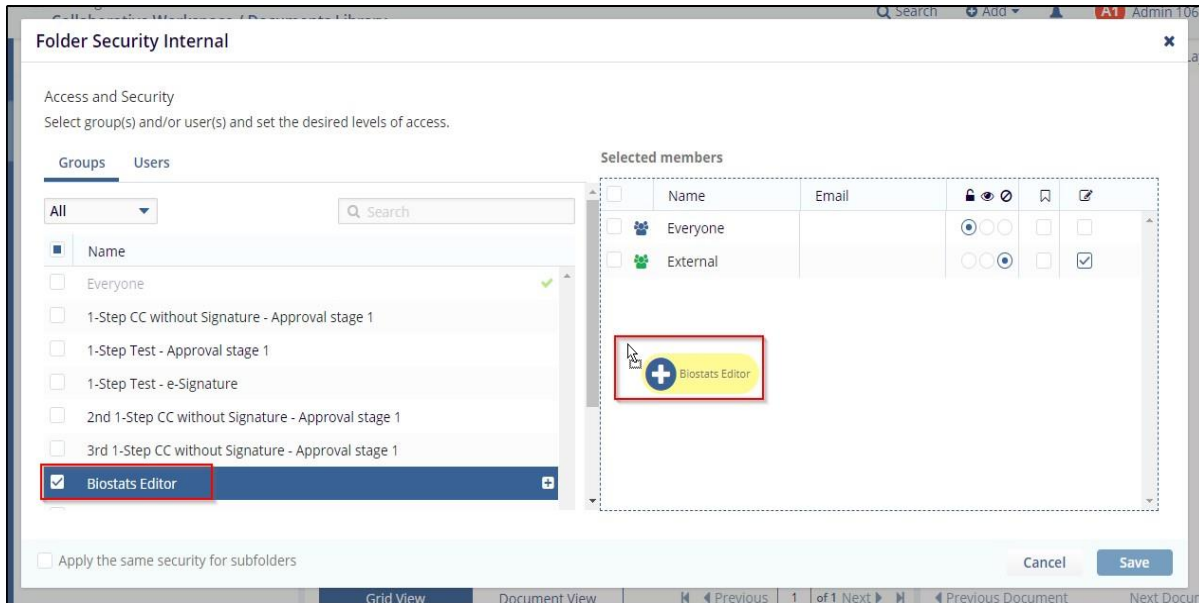 Collaborative Workspace / Documents Library
Search Add A1 Admin 106
Folder Security Internal
Access and Security
Select group(s) and/or user(s) and set the desired levels of access.
Groups Users
Selected members
All
Search
Name
Everyone
1-Step CC without Signature - Approval stage 1
1-Step Test - Approval stage 1
1-Step Test - e-Signature
2nd 1-Step CC without Signature - Approval stage 1
3rd 1-Step CC without Signature - Approval stage 1
Biostats Editor
Name Email
Everyone
External
Biostats Editor
Apply the same security for subfolders
Cancel Save
Grid View Document View Previous 1 of 1 Next Previous Document Next Docu